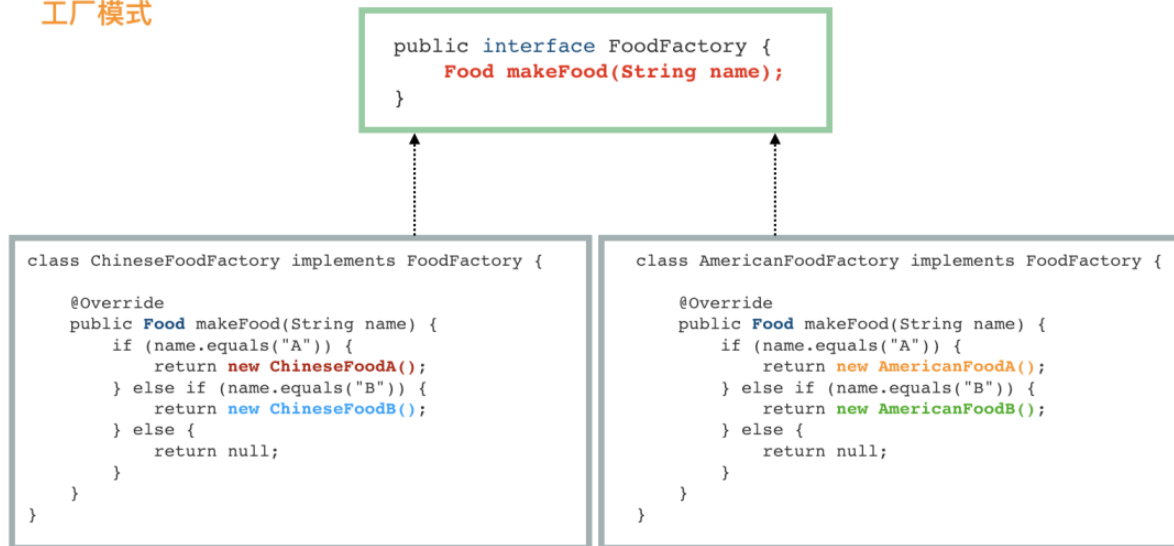 工厂模式
public interface FoodFactory {
    Food makeFood(String name);
}
class ChineseFoodFactory implements FoodFactory {
    @Override
    public Food makeFood(String name) {
        if (name.equals("A")) {
            return new ChineseFoodA();
        } else if (name.equals("B")) {
            return new ChineseFoodB();
        } else {
            return null;
        }
    }
}
class AmericanFoodFactory implements FoodFactory {
    @Override
    public Food makeFood(String name) {
        if (name.equals("A")) {
            return new AmericanFoodA();
        } else if (name.equals("B")) {
            return new AmericanFoodB();
        } else {
            return null;
        }
    }
}